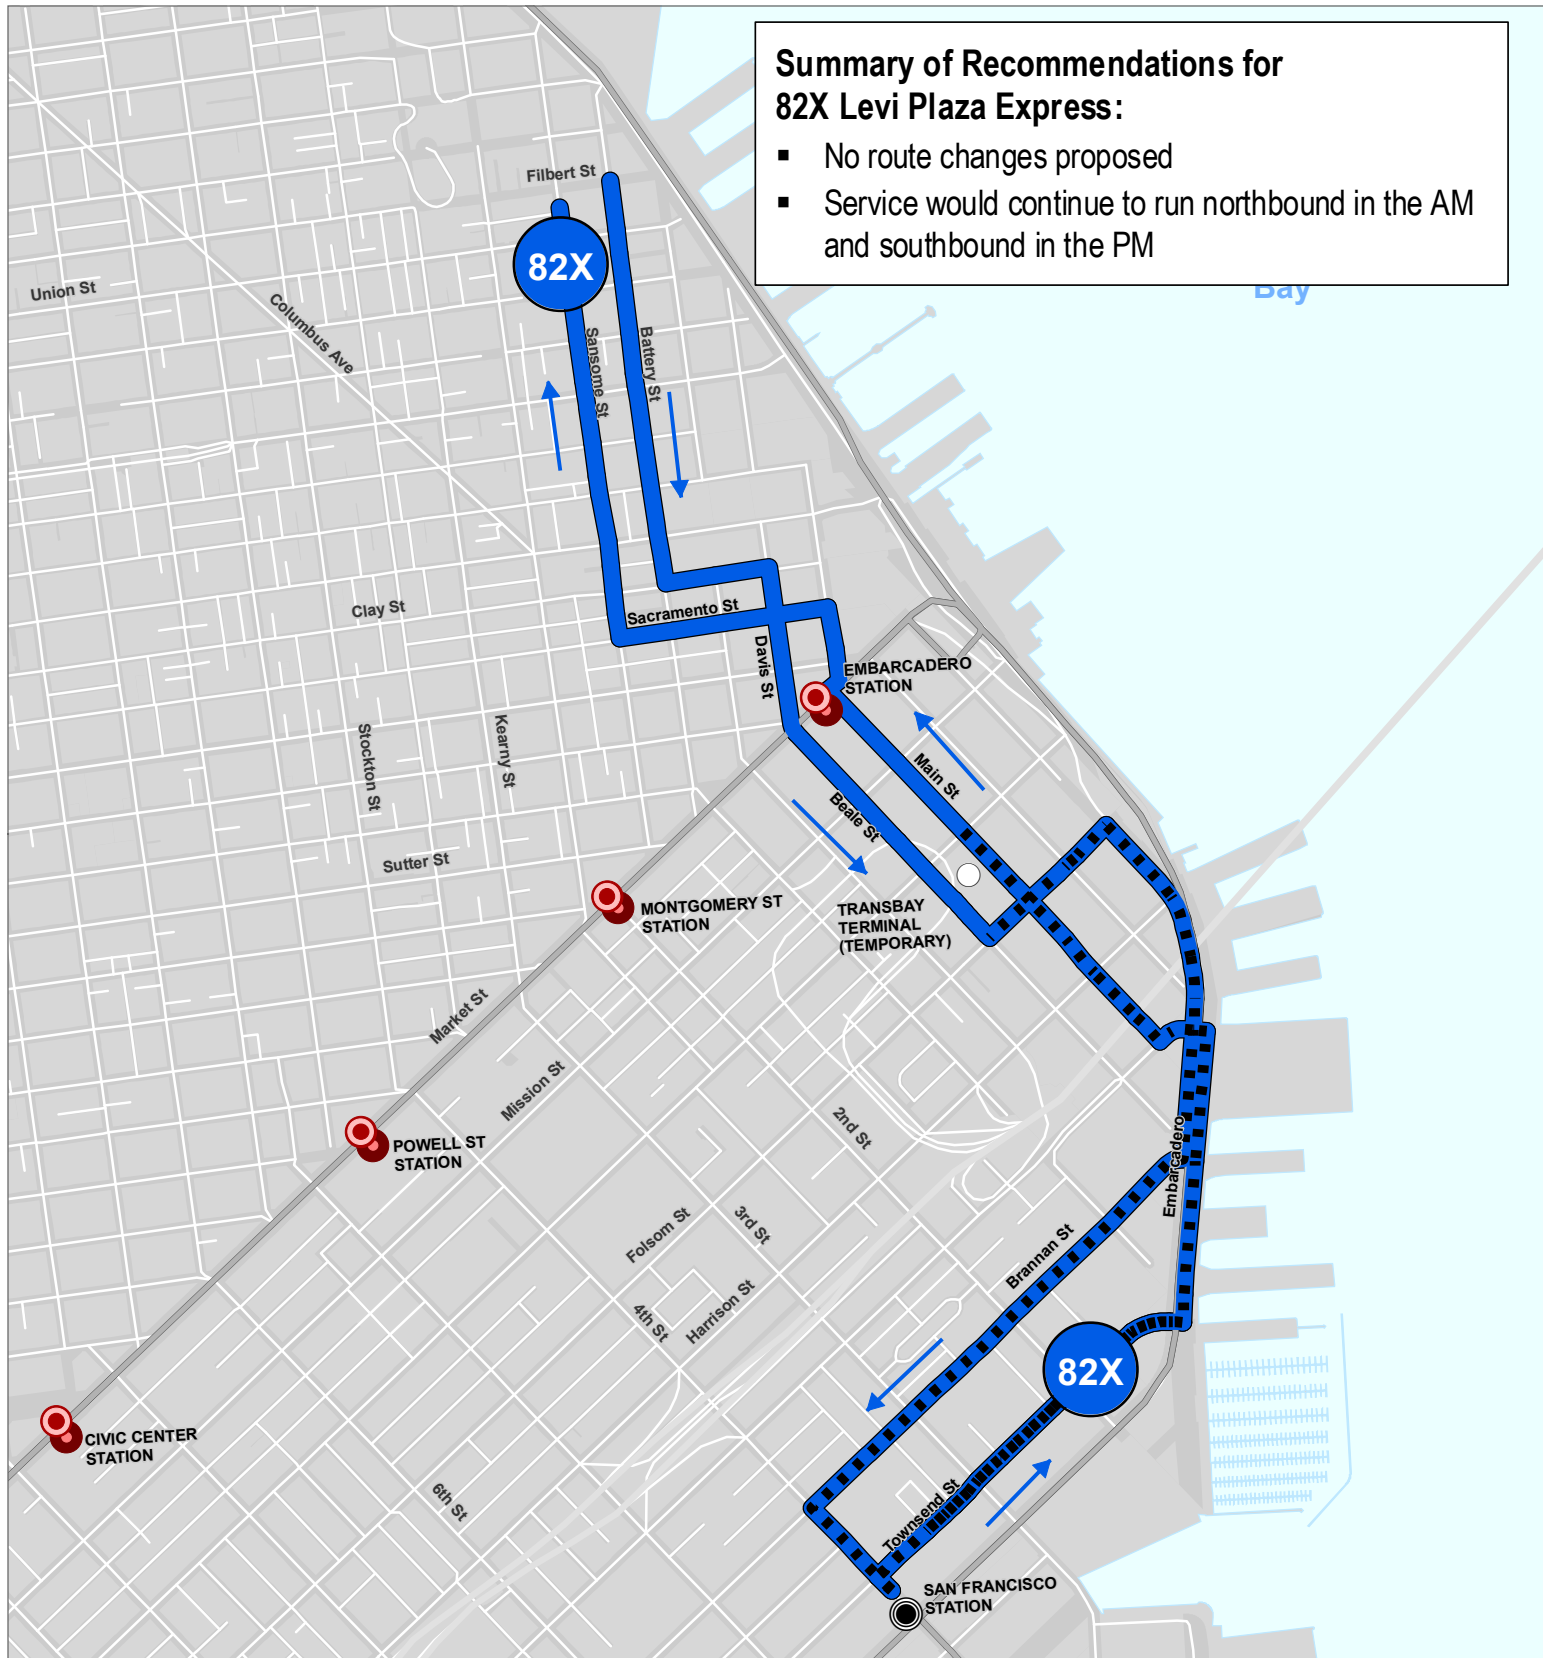 Summary of Recommendations for
82X Levi Plaza Express:
▪ No route changes proposed
▪ Service would continue to run northbound in the AM
and southbound in the PM
Bay
Filbert St
82X
Union St
Columbus Ave
Sansome St
Battery St
Clay St
Sacramento St
Davis St
EMBARCADERO
STATION
Stockton St
Kearny St
Main St
Beale St
Sutter St
MONTGOMERY ST
STATION
TRANSBAY
TERMINAL
(TEMPORARY)
Market St
Mission St
2nd St
POWELL ST
STATION
Embarcadero
Folsom St
3rd St
Brannan St
4th St
Harrison St
82X
CIVIC CENTER
STATION
6th St
Townsend St
SAN FRANCISCO
STATION